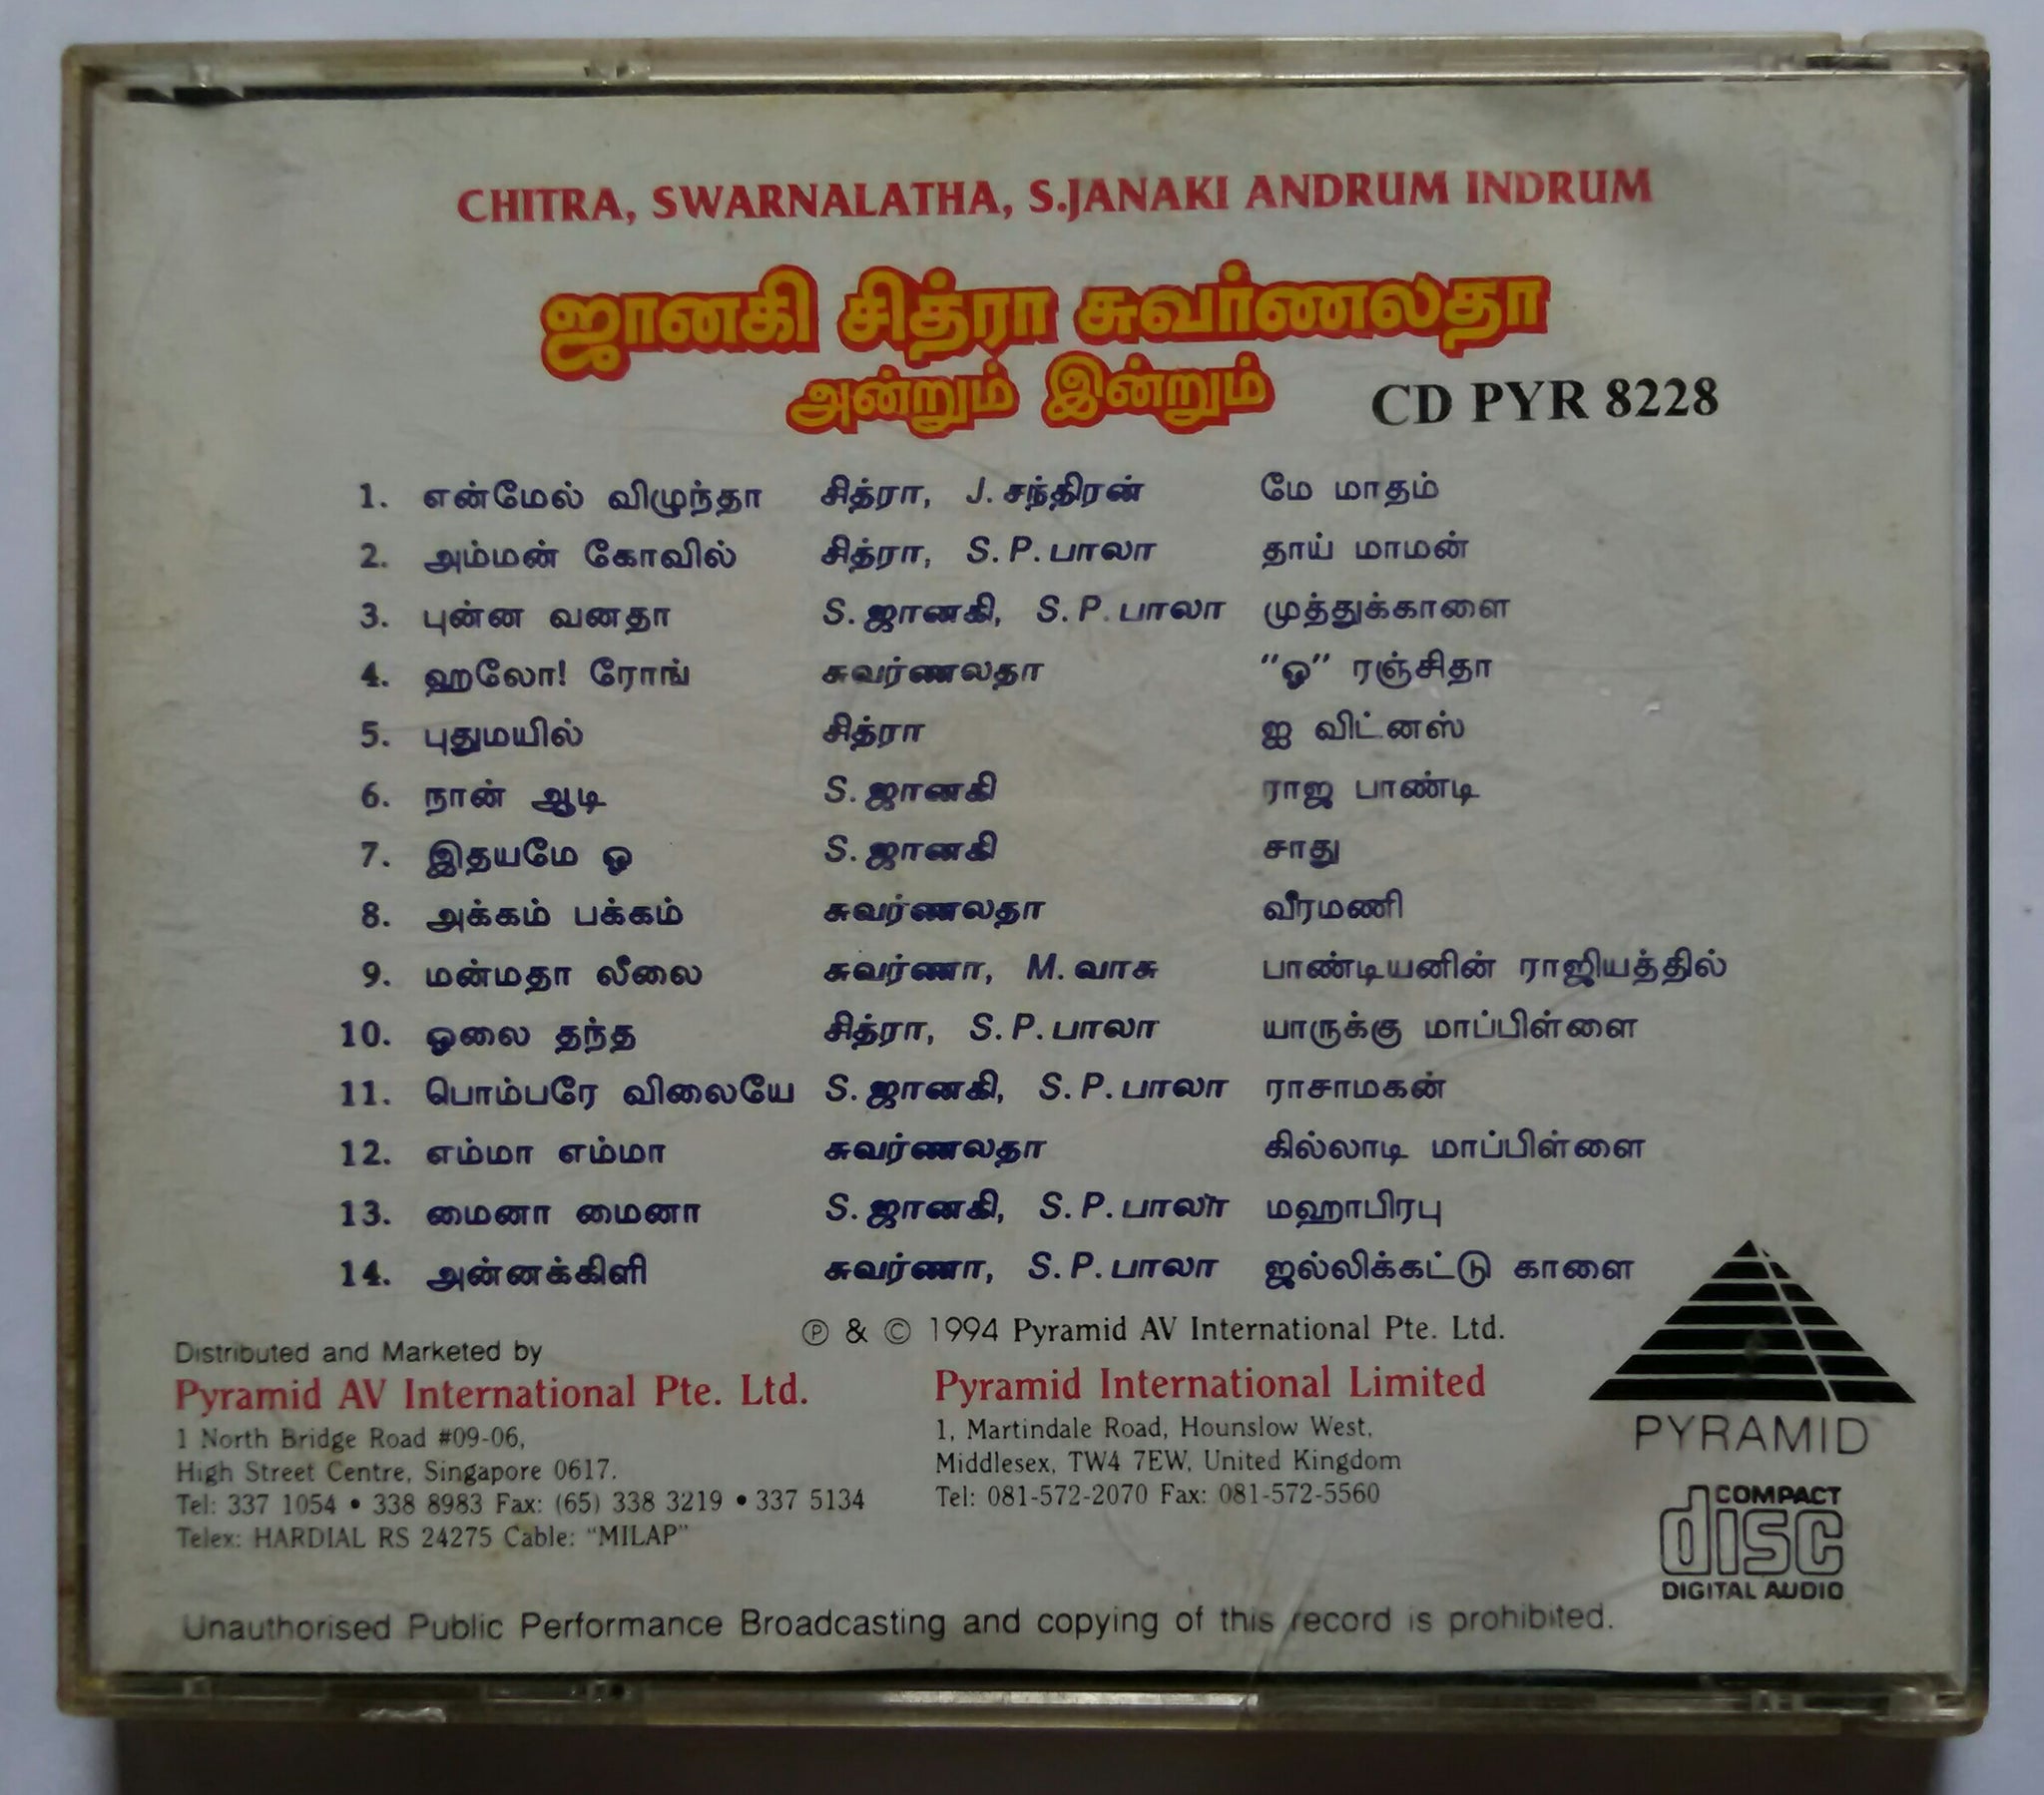 CHITRA, SWARNALATHA, S.JANAKI ANDRUM INDRUM
ஜானகி சித்ரா சுவர்ணலதா
அன்றும் இன்றும்
CD PYR 8228
1. என்மேல் விழுந்தா சித்ரா, J. சந்திரன் மே மாதம்
2. அம்மன் கோவில் சித்ரா, S. P. பாலா தாய் மாமன்
3. புன்ன வனதா S. ஜானகி, S. P. பாலா முத்துக்காளை
4. ஹலோ! ரோங் சுவர்ணலதா "ஓ" ரஞ்சிதா
5. புதுமயில் சித்ரா ஐ விட்னஸ்
6. நான் ஆடி S. ஜானகி ராஜ பாண்டி
7. இதயமே ஓ S. ஜானகி சாது
8. அக்கம் பக்கம் சுவர்ணலதா வீரமணி
9. மன்மதா லீலை சுவர்ணா, M. வாசு பாண்டியனின் ராஜியத்தில்
10. ஓலை தந்த சித்ரா, S. P. பாலா யாருக்கு மாப்பிள்ளை
11. பொம்பரே விலையே S. ஜானகி, S. P. பாலா ராசாமகன்
12. எம்மா எம்மா சுவர்ணலதா கில்லாடி மாப்பிள்ளை
13. மைனா மைனா S. ஜானகி, S. P. பாலா மஹாபிரபு
14. அன்னக்கிளி சுவர்ணா, S. P. பாலா ஜல்லிக்கட்டு காளை
Ⓟ & © 1994 Pyramid AV International Pte. Ltd.
Distributed and Marketed by
Pyramid AV International Pte. Ltd.
1 North Bridge Road #09-06,
High Street Centre, Singapore 0617.
Tel: 337 1054 • 338 8983 Fax: (65) 338 3219 • 337 5134
Telex: HARDIAL RS 24275 Cable: "MILAP"
Pyramid International Limited
1, Martindale Road, Hounslow West,
Middlesex, TW4 7EW, United Kingdom
Tel: 081-572-2070 Fax: 081-572-5560
PYRAMID
COMPACT
disc
DIGITAL AUDIO
Unauthorised Public Performance Broadcasting and copying of this record is prohibited.